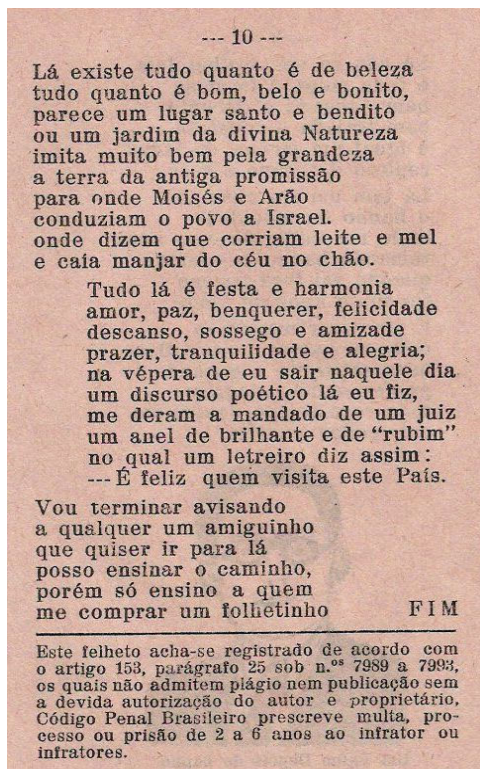 --- 10 ---
Lá existe tudo quanto é de beleza
tudo quanto é bom, belo e bonito,
parece um lugar santo e bendito
ou um jardim da divina Natureza
imita muito bem pela grandeza
a terra da antiga promissão
para onde Moisés e Arão
conduziam o povo a Israel.
onde dizem que corriam leite e mel
e caía manjar do céu no chão.
Tudo lá é festa e harmonia
amor, paz, benquerer, felicidade
descanso, sossego e amizade
prazer, tranquilidade e alegria;
na vépera de eu sair naquele dia
um discurso poético lá eu fiz,
me deram a mandado de um juiz
um anel de brilhante e de “rubim”
no qual um letreiro diz assim:
--- É feliz quem visita este País.
Vou terminar avisando
a qualquer um amiguinho
que quiser ir para lá
posso ensinar o caminho,
porém só ensino a quem
me comprar um folhetinho FIM
Este felheto acha-se registrado de acordo com
o artigo 153, parágrafo 25 sob n.os 7989 a 7993,
os quais não admitem plágio nem publicação sem
a devida autorização do autor e proprietário,
Código Penal Brasileiro prescreve multa, pro-
cesso ou prisão de 2 a 6 anos ao infrator ou
infratores.